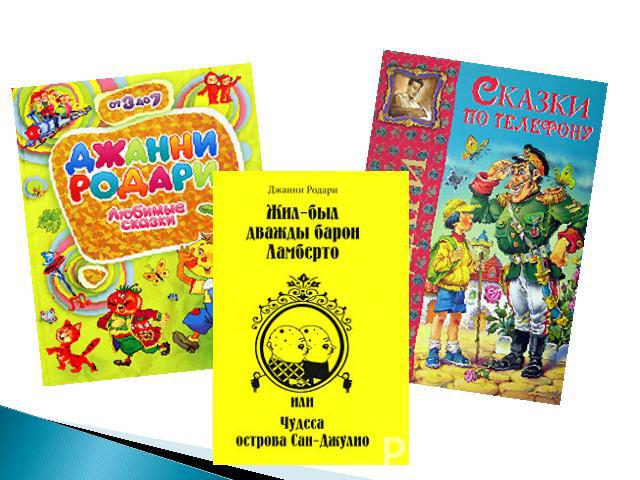 от 3 до 7
ДЖАННИ
РОДАРИ
Любимые
сказки
Джанни Родари
Жил-был
дважды барон
Ламберто
или
Чудеса
острова Сан-Джулио
СКАЗКИ
ПО ТЕЛЕФОНУ